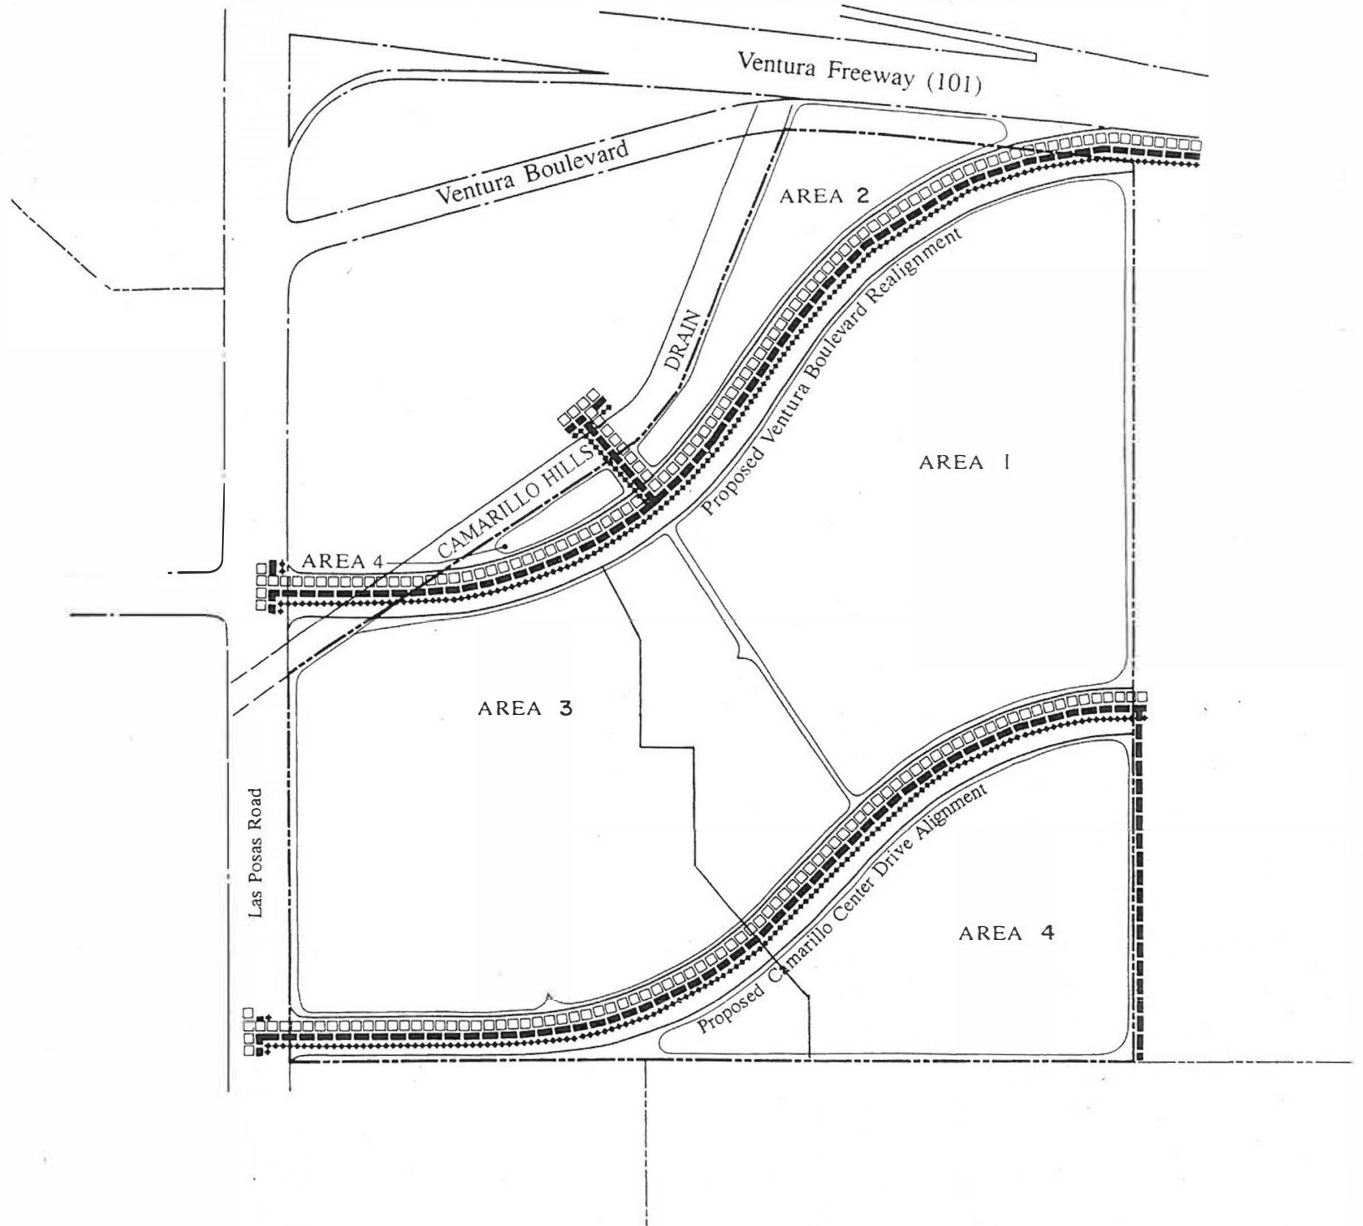 Ventura Freeway (101)
Ventura Boulevard
AREA 2
Proposed Ventura Boulevard Realignment
DRAIN
AREA 1
CAMARILLO HILLS
AREA 4
AREA 3
Las Posas Road
Proposed Camarillo Center Drive Alignment
AREA 4